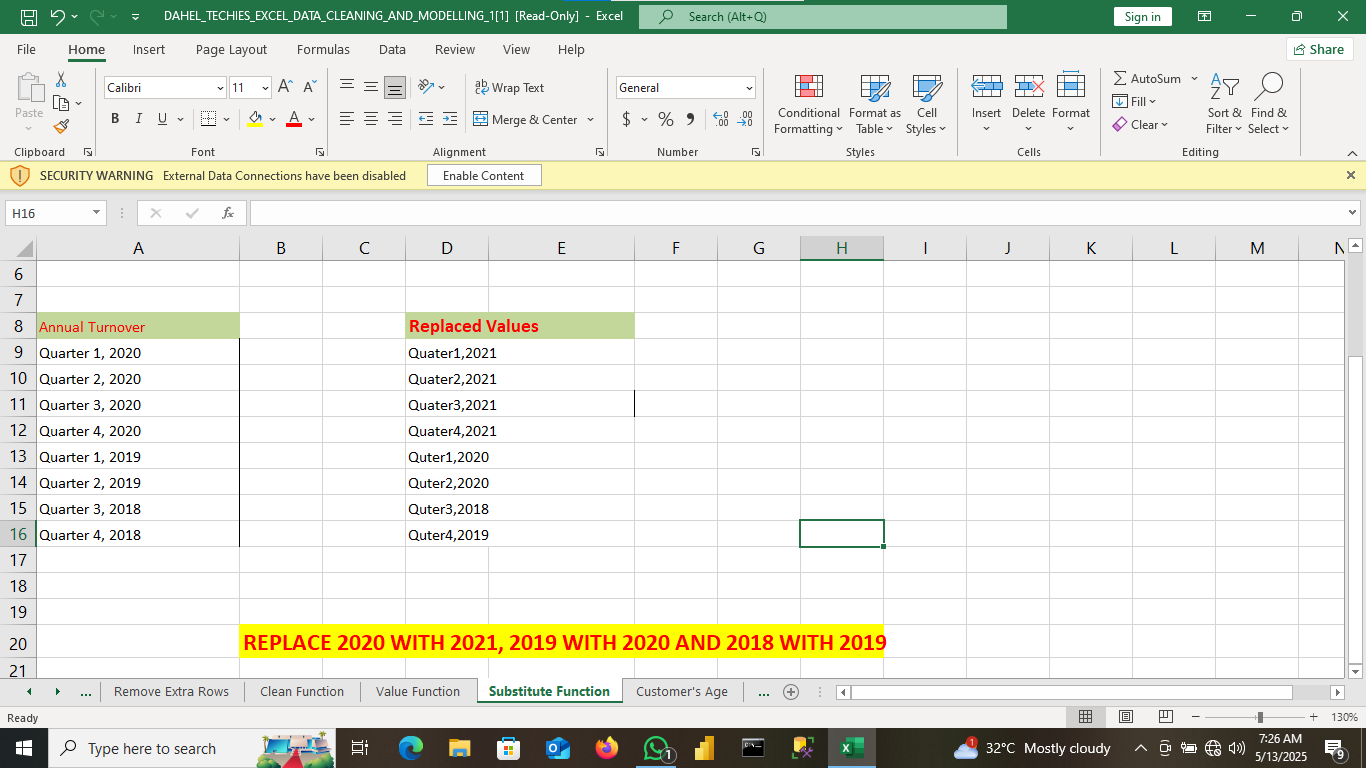 DAHEL_TECHIES_EXCEL_DATA_CLEANING_AND_MODELLING_1[1] [Read-Only] - Excel
Search (Alt+Q)
Sign in
File Home Insert Page Layout Formulas Data Review View Help
Share
Paste
Calibri 11
Wrap Text
General
Conditional Formatting
Format as Table
Cell Styles
Insert Delete Format
AutoSum
Fill
Clear
Sort & Filter
Find & Select
B I U
Merge & Center
$ % ,
Clipboard Font Alignment Number Styles Cells Editing
SECURITY WARNING External Data Connections have been disabled Enable Content
H16 fx
A B C D E F G H I J K L M N
6
7
8 Annual Turnover Replaced Values
9 Quarter 1, 2020 Quater1,2021
10 Quarter 2, 2020 Quater2,2021
11 Quarter 3, 2020 Quater3,2021
12 Quarter 4, 2020 Quater4,2021
13 Quarter 1, 2019 Quter1,2020
14 Quarter 2, 2019 Quter2,2020
15 Quarter 3, 2018 Quter3,2018
16 Quarter 4, 2018 Quter4,2019
17
18
19
20 REPLACE 2020 WITH 2021, 2019 WITH 2020 AND 2018 WITH 2019
21
... Remove Extra Rows Clean Function Value Function Substitute Function Customer's Age ...
Ready 130%
Type here to search
1
1
32°C Mostly cloudy
7:26 AM
5/13/2025
9